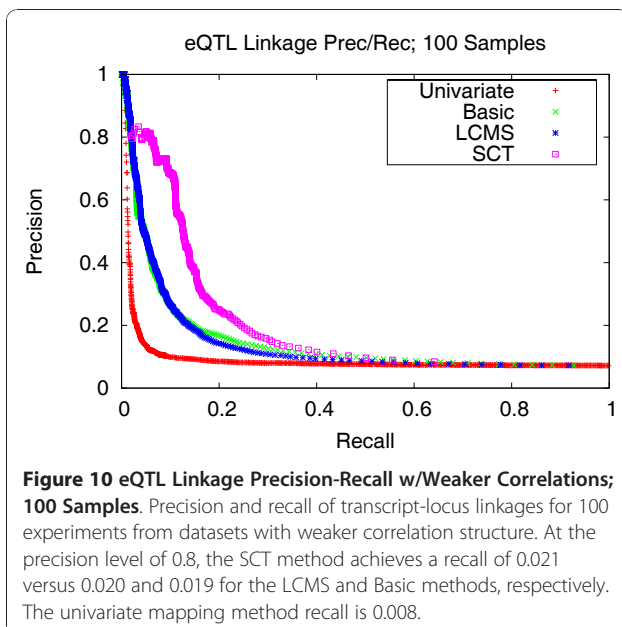 eQTL Linkage Prec/Rec; 100 Samples
1
0.8
0.6
0.4
0.2
0
Precision
Univariate
Basic
LCMS
SCT
0 0.2 0.4 0.6 0.8 1
Recall
Figure 10 eQTL Linkage Precision-Recall w/Weaker Correlations;
100 Samples. Precision and recall of transcript-locus linkages for 100
experiments from datasets with weaker correlation structure. At the
precision level of 0.8, the SCT method achieves a recall of 0.021
versus 0.020 and 0.019 for the LCMS and Basic methods, respectively.
The univariate mapping method recall is 0.008.